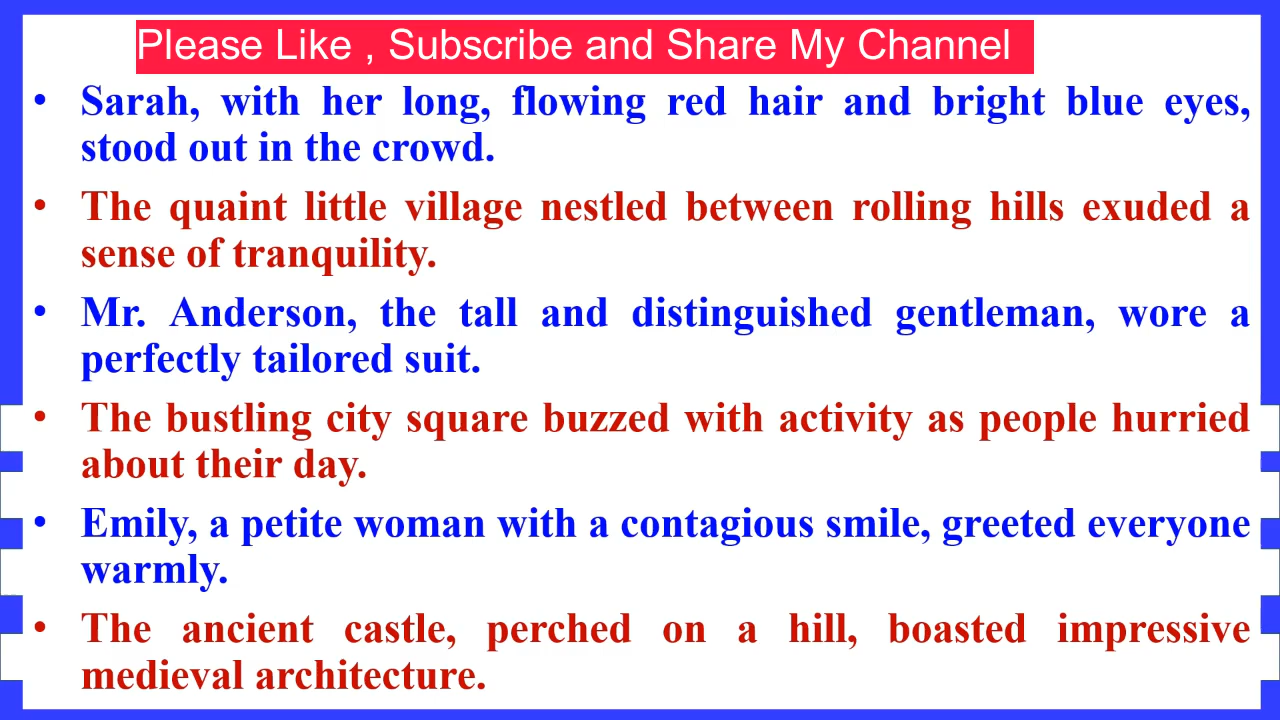 Please Like , Subscribe and Share My Channel
• Sarah, with her long, flowing red hair and bright blue eyes,
stood out in the crowd.
• The quaint little village nestled between rolling hills exuded a
sense of tranquility.
• Mr. Anderson, the tall and distinguished gentleman, wore a
perfectly tailored suit.
• The bustling city square buzzed with activity as people hurried
about their day.
• Emily, a petite woman with a contagious smile, greeted everyone
warmly.
• The ancient castle, perched on a hill, boasted impressive
medieval architecture.